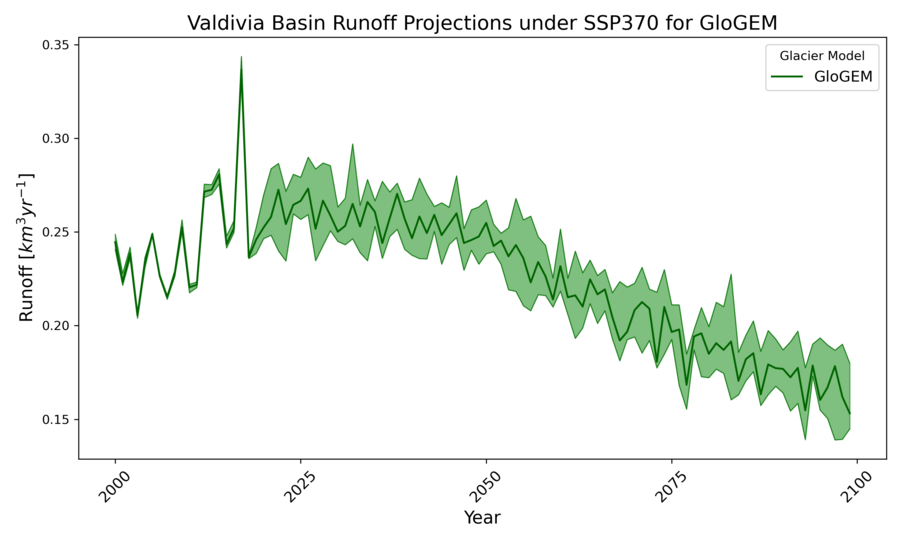 Valdivia Basin Runoff Projections under SSP370 for GloGEM
Glacier Model
GloGEM
Runoff [km³yr⁻¹]
0.35
0.30
0.25
0.20
0.15
2000
2025
2050
2075
2100
Year